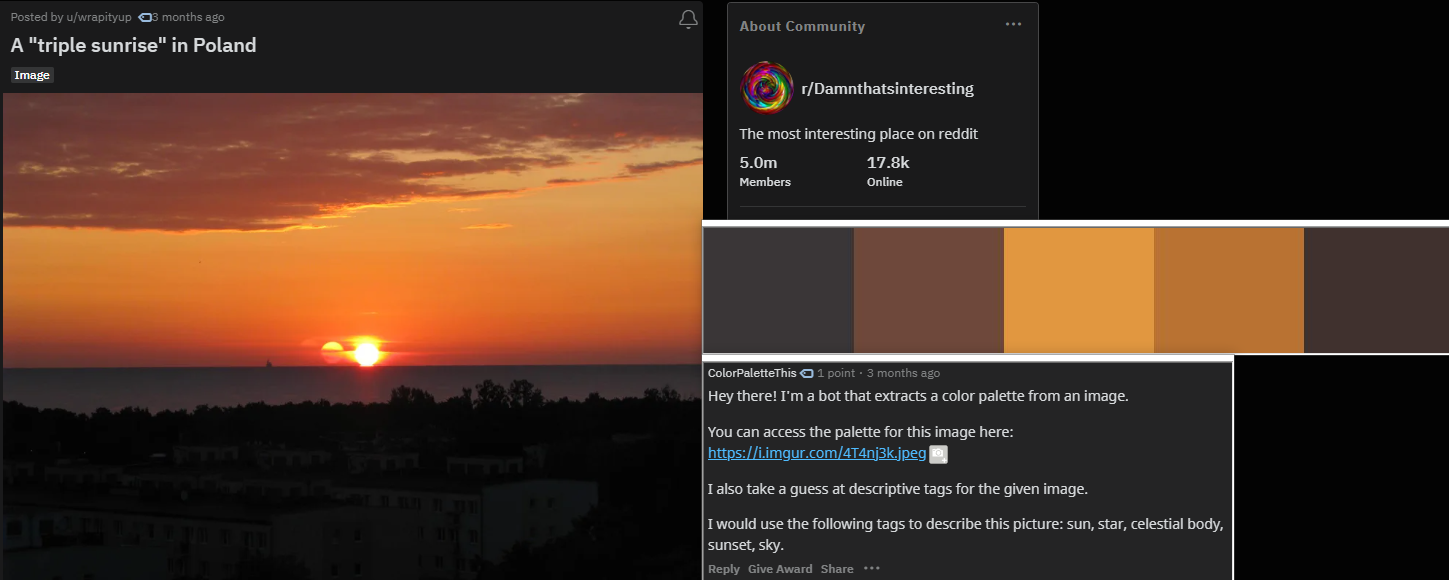 Posted by u/wrapityup 3 months ago
A "triple sunrise" in Poland
Image
About Community
r/Damnthatsinteresting
The most interesting place on reddit
5.0m 17.8k
Members Online
ColorPaletteThis 1 point · 3 months ago
Hey there! I'm a bot that extracts a color palette from an image.
You can access the palette for this image here:
https://i.imgur.com/4T4nj3k.jpeg
I also take a guess at descriptive tags for the given image.
I would use the following tags to describe this picture: sun, star, celestial body,
sunset, sky.
Reply Give Award Share